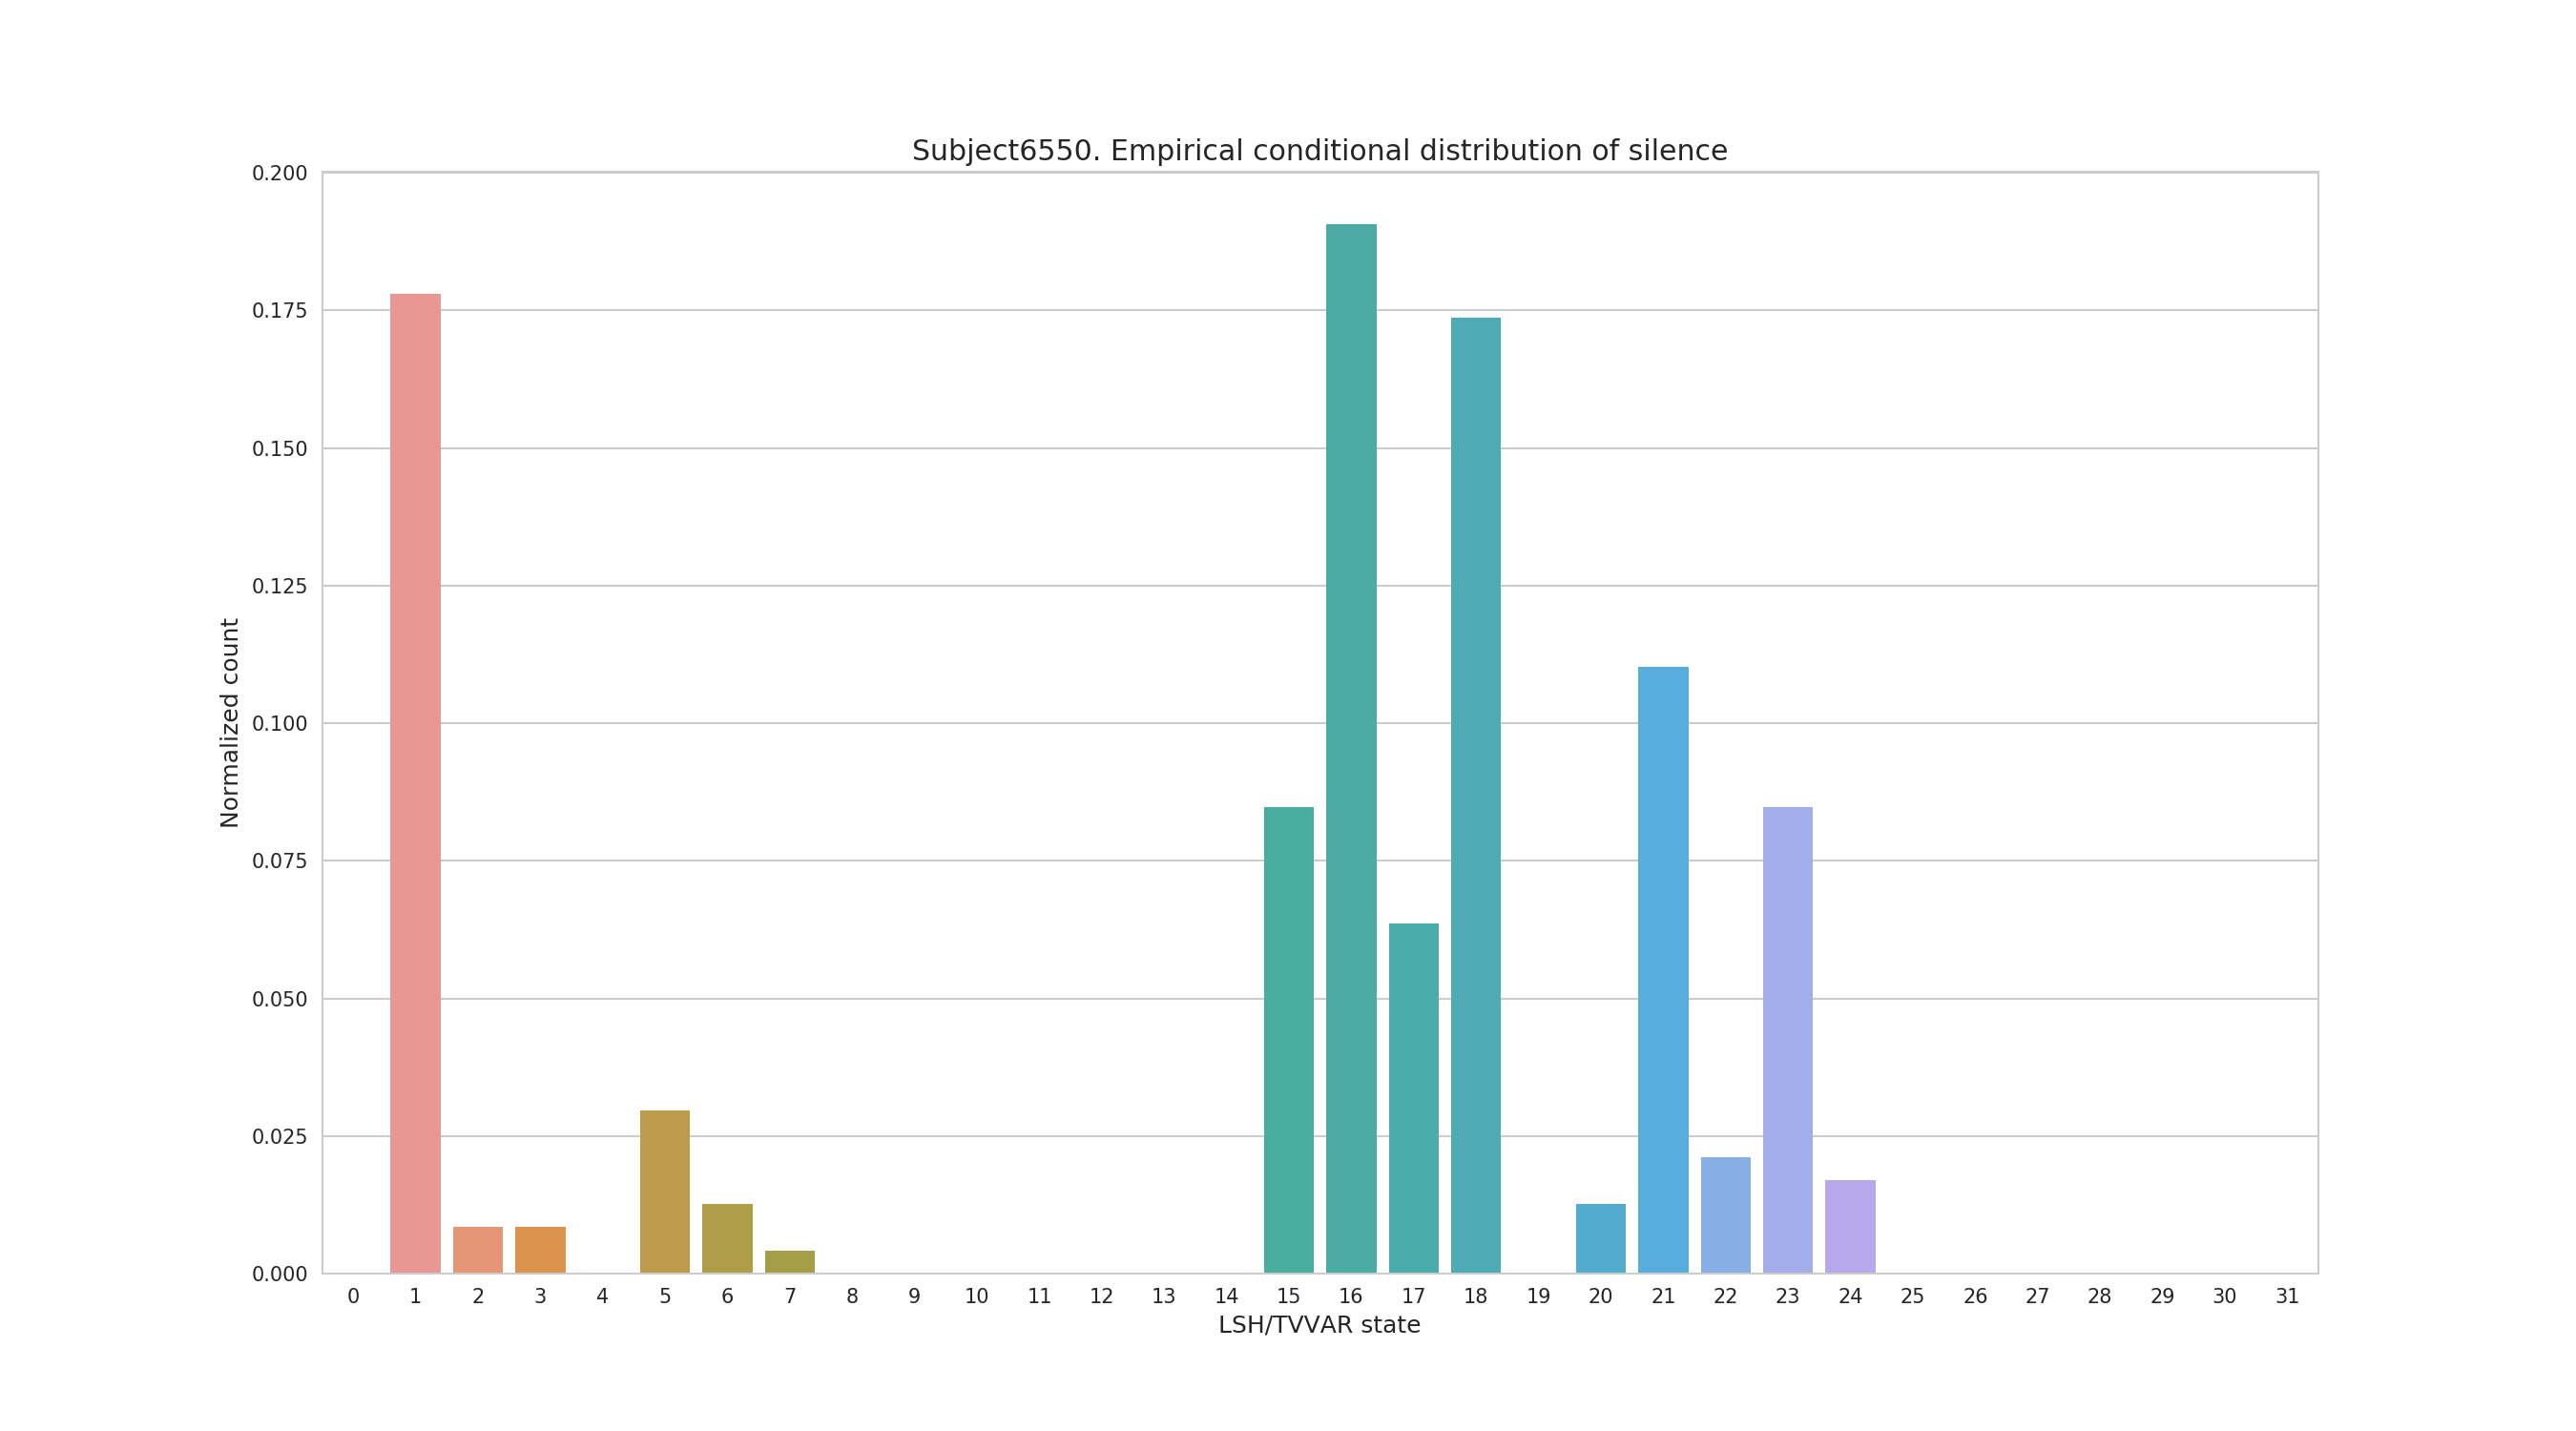 Subject6550. Empirical conditional distribution of silence
0.200
0.175
0.150
0.125
0.100
0.075
0.050
0.025
0.000
Normalized count
0 1 2 3 4 5 6 7 8 9 10 11 12 13 14 15 16 17 18 19 20 21 22 23 24 25 26 27 28 29 30 31
LSH/TVVAR state